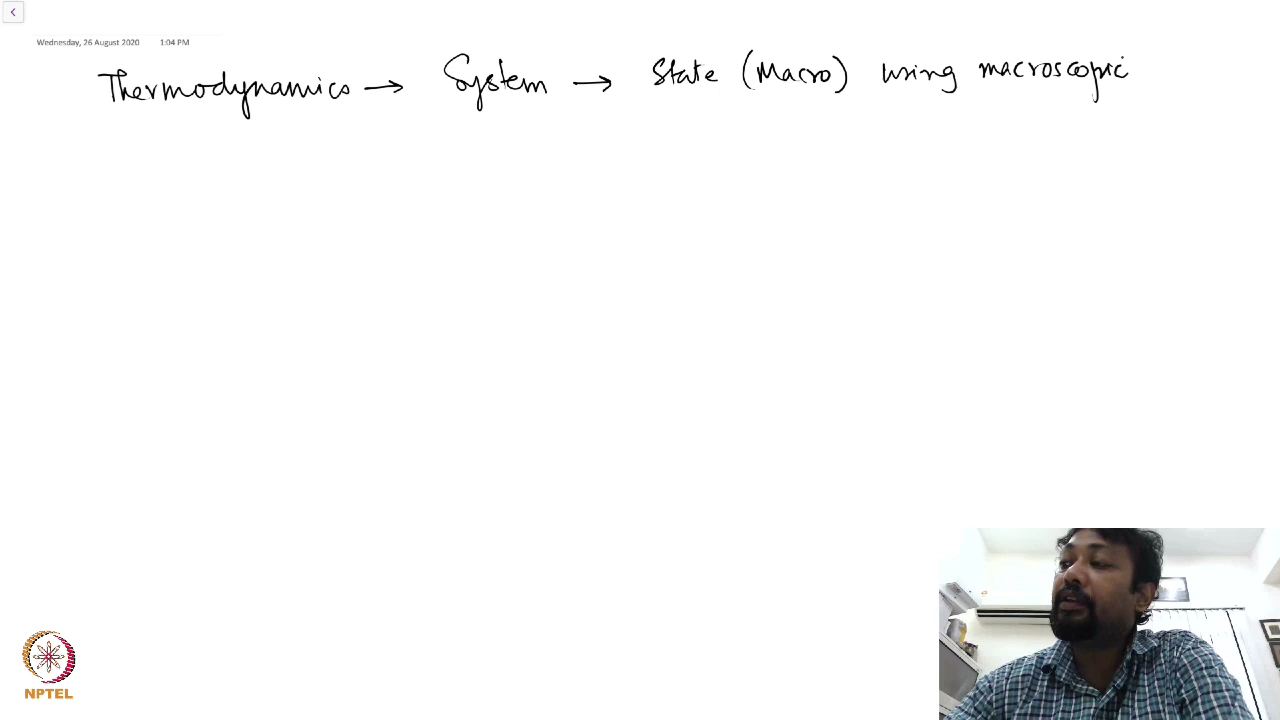 Wednesday, 26 August 2020 1:04 PM
Thermodynamics → System → State (Macro) using macroscopic
NPTEL